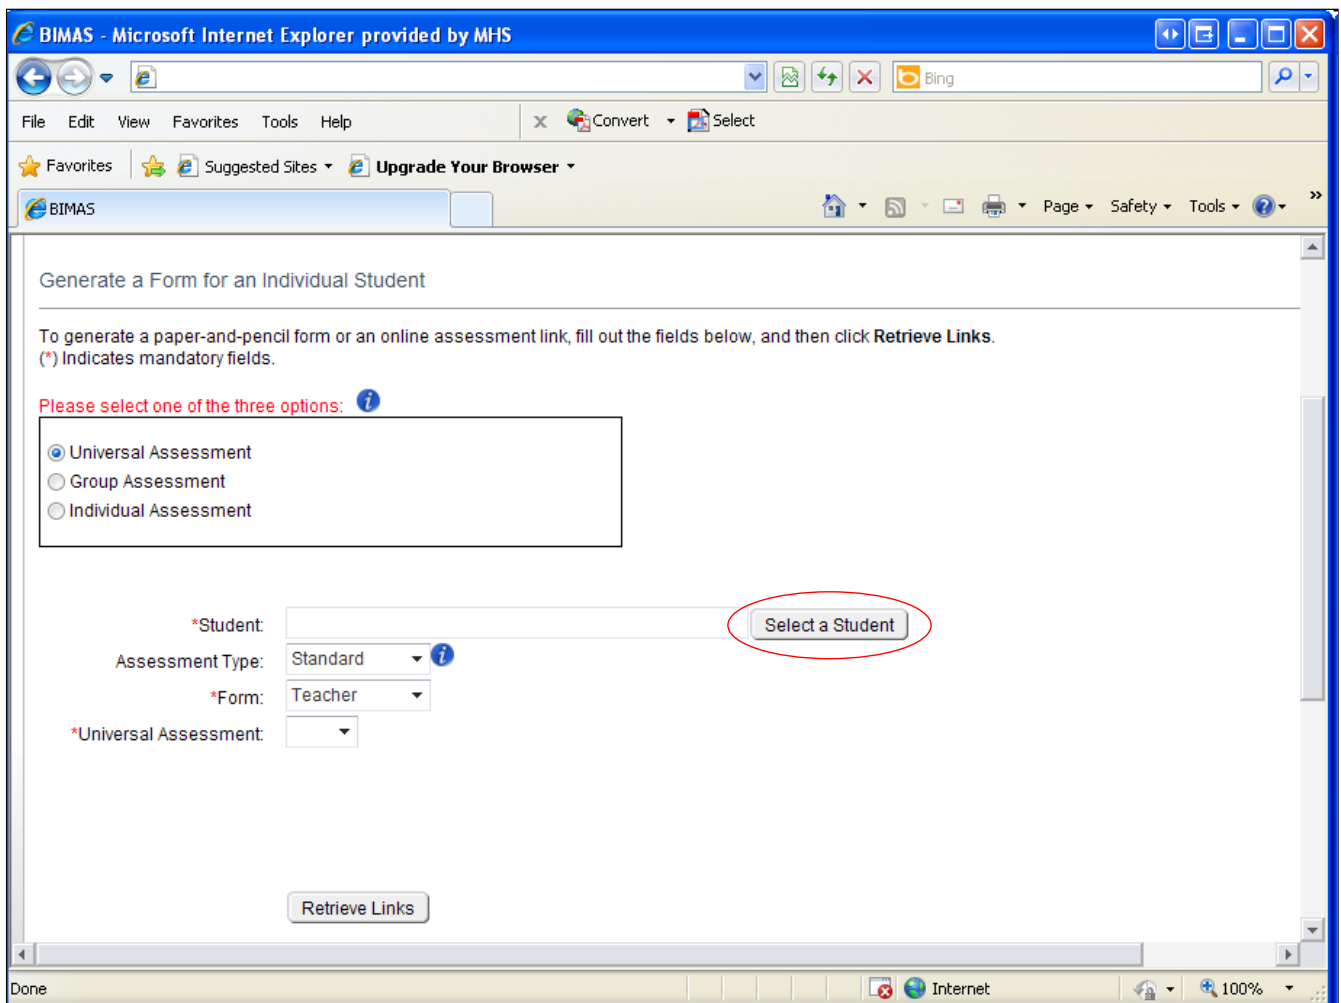 BIMAS - Microsoft Internet Explorer provided by MHS
Bing
File Edit View Favorites Tools Help x Convert Select
Favorites Suggested Sites Upgrade Your Browser
BIMAS Page Safety Tools »
Generate a Form for an Individual Student
To generate a paper-and-pencil form or an online assessment link, fill out the fields below, and then click Retrieve Links.
(*) Indicates mandatory fields.
Please select one of the three options: i
Universal Assessment
Group Assessment
Individual Assessment
*Student: Select a Student
Assessment Type: Standard i
*Form: Teacher
*Universal Assessment:
Retrieve Links
Done Internet 100%